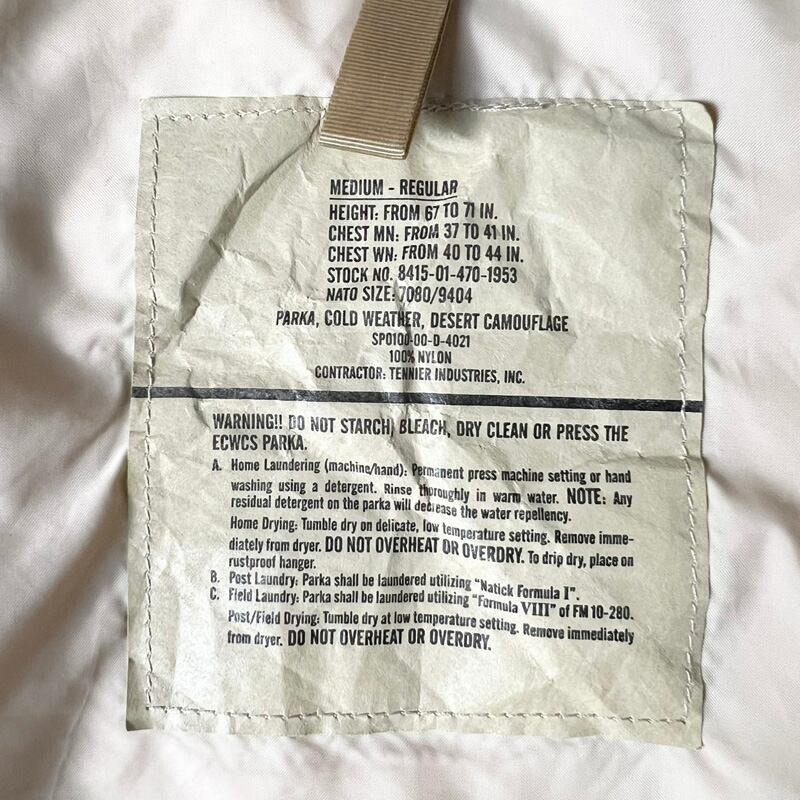 MEDIUM - REGULAR
HEIGHT: FROM 67 TO 71 IN.
CHEST MN: FROM 37 TO 41 IN.
CHEST WN: FROM 40 TO 44 IN.
STOCK NO. 8415-01-470-1953
NATO SIZE: 7080/9404
PARKA, COLD WEATHER, DESERT CAMOUFLAGE
SP0100-00-D-4021
100% NYLON
CONTRACTOR: TENNIER INDUSTRIES, INC.
WARNING!! DO NOT STARCH, BLEACH, DRY CLEAN OR PRESS THE
ECWCS PARKA.
A. Home Laundering (machine/hand): Permanent press machine setting or hand
washing using a detergent. Rinse thoroughly in warm water. NOTE: Any
residual detergent on the parka will decrease the water repellency.
Home Drying: Tumble dry on delicate, low temperature setting. Remove imme-
diately from dryer. DO NOT OVERHEAT OR OVERDRY. To drip dry, place on
rustproof hanger.
B. Post Laundry: Parka shall be laundered utilizing "Natick Formula I".
C. Field Laundry: Parka shall be laundered utilizing "Formula VIII" of FM 10-280.
Post/Field Drying: Tumble dry at low temperature setting. Remove immediately
from dryer. DO NOT OVERHEAT OR OVERDRY.